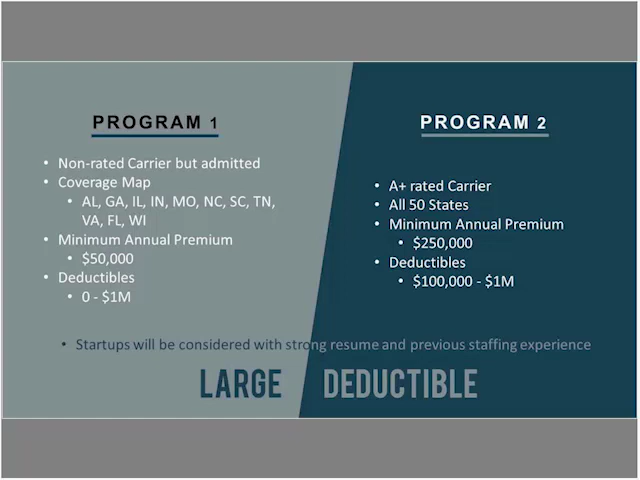 PROGRAM 1
• Non-rated Carrier but admitted
• Coverage Map
• AL, GA, IL, IN, MO, NC, SC, TN,
VA, FL, WI
• Minimum Annual Premium
• $50,000
• Deductibles
• 0 - $1M
PROGRAM 2
• A+ rated Carrier
• All 50 States
• Minimum Annual Premium
• $250,000
• Deductibles
• $100,000 - $1M
• Startups will be considered with strong resume and previous staffing experience
LARGE DEDUCTIBLE